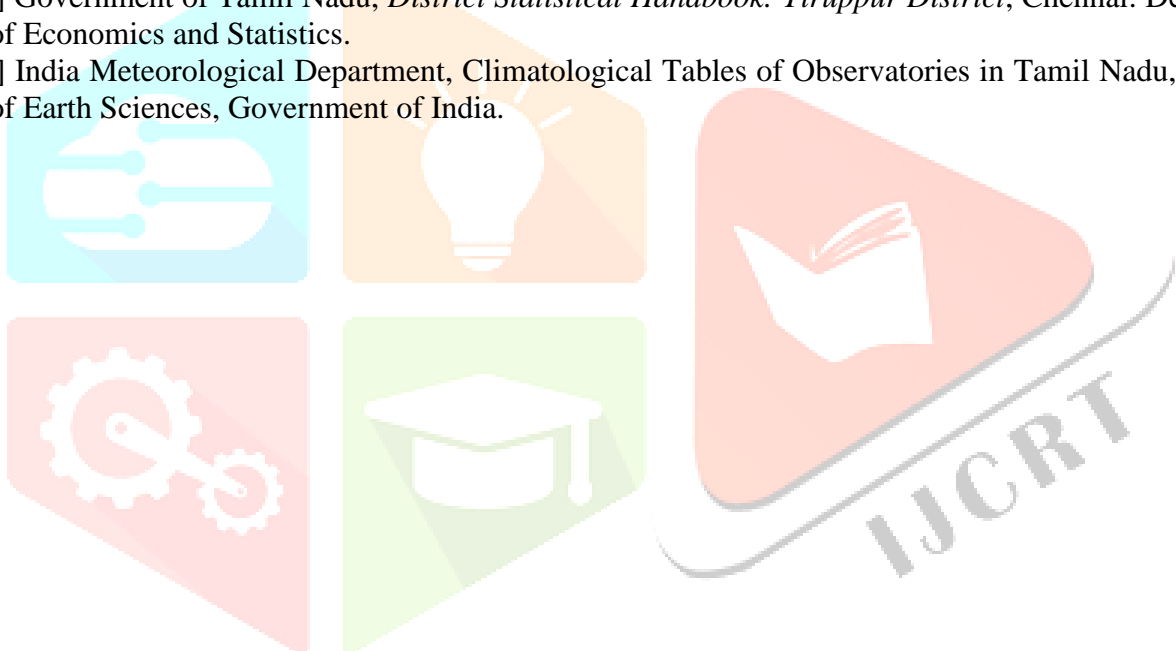 ] Government of Tamil Nadu, District Statistical Handbook: Tiruppur District, Chennai:
of Economics and Statistics.
] India Meteorological Department, Climatological Tables of Observatories in Tamil Nadu,
of Earth Sciences, Government of India.
IJCRT